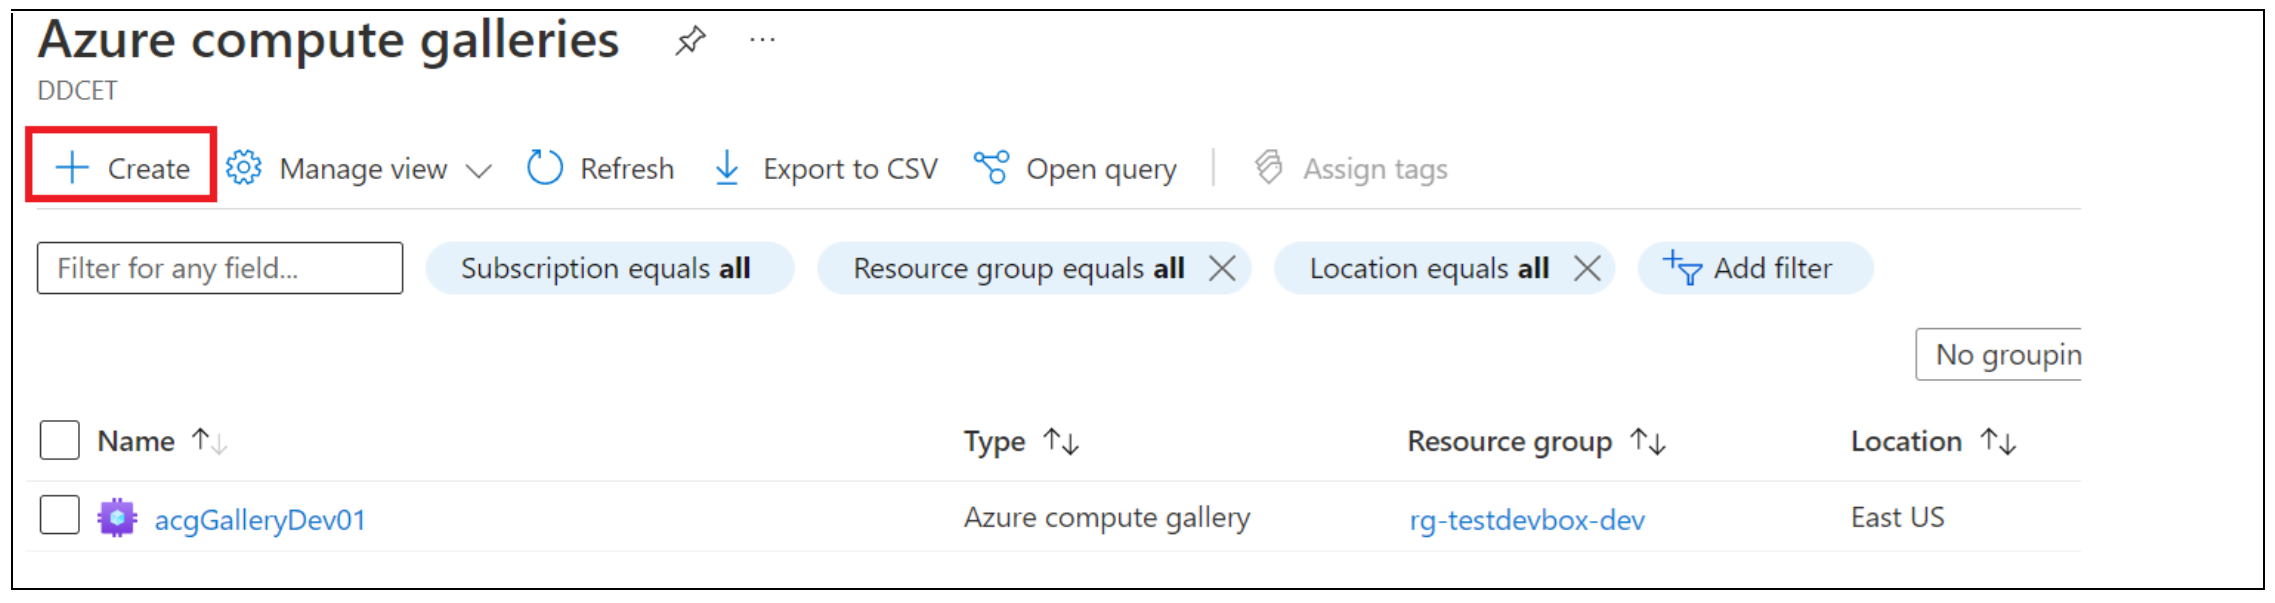 Azure compute galleries ...
DDCET
Create Manage view Refresh Export to CSV Open query Assign tags
Filter for any field... Subscription equals all Resource group equals all Location equals all Add filter
No groupin
Name Type Resource group Location
acgGalleryDev01 Azure compute gallery rg-testdevbox-dev East US